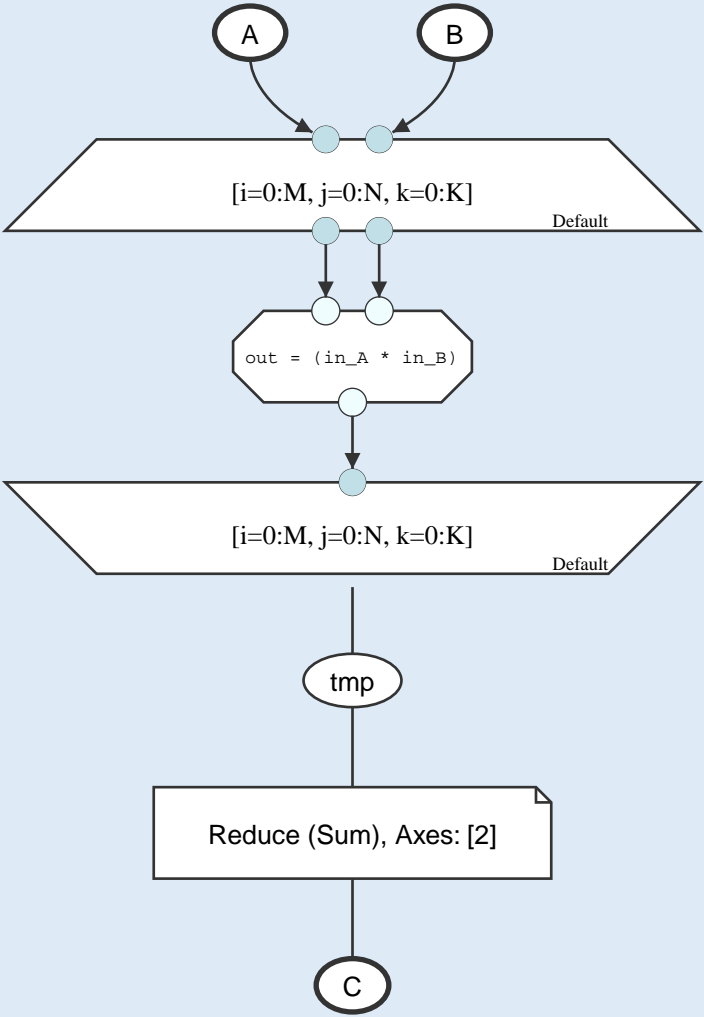 A
B
[i=0:M, j=0:N, k=0:K]
Default
out = (in_A * in_B)
[i=0:M, j=0:N, k=0:K]
Default
tmp
Reduce (Sum), Axes: [2]
C